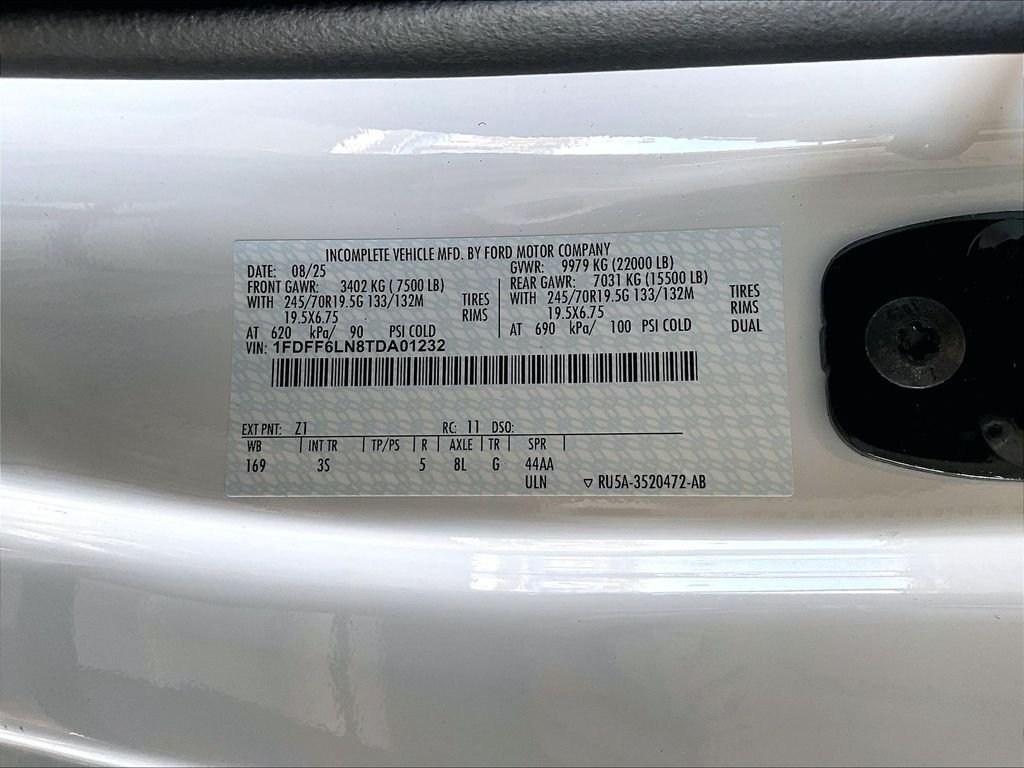 INCOMPLETE VEHICLE MFD. BY FORD MOTOR COMPANY
DATE: 08/25 GVWR: 9979 KG (22000 LB)
FRONT GAWR: 3402 KG ( 7500 LB) REAR GAWR: 7031 KG (15500 LB)
WITH 245/70R19.5G 133/132M TIRES WITH 245/70R19.5G 133/132M TIRES
19.5X6.75 RIMS 19.5X6.75 RIMS
AT 620 kPa/ 90 PSI COLD AT 690 kPa/ 100 PSI COLD DUAL
VIN: 1FDFF6LN8TDA01232
EXT PNT: Z1 RC: 11 DSO:
WB INT TR TP/PS R AXLE TR SPR
169 3S 5 8L G 44AA
ULN RU5A-3520472-AB